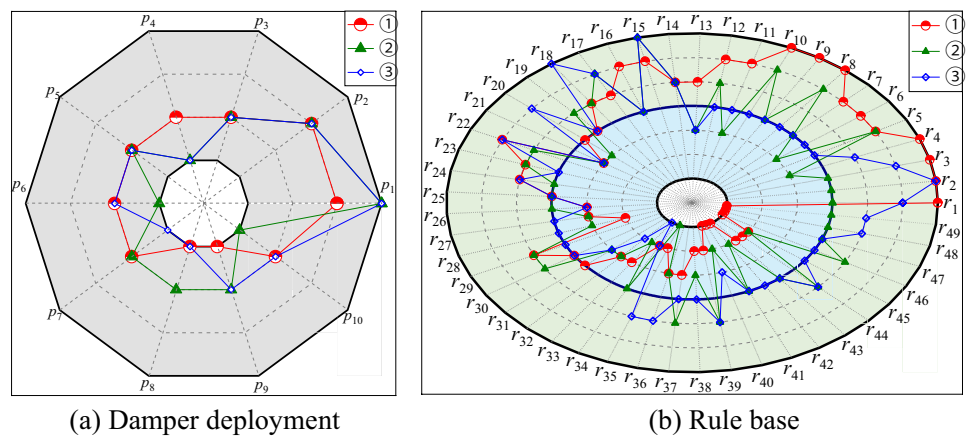 p4
p3
①
②
③
p5
p2
p6
p1
p7
p10
p8
p9
r15
r14
r13
r12
r11
r10
r9
r8
r7
r6
r5
r4
r3
r2
r1
r49
r48
r47
r46
r45
r44
r43
r42
r41
r40
r39
r38
r37
r36
r35
r34
r33
r32
r31
r30
r29
r28
r27
r26
r25
r24
r23
r22
r21
r20
r19
r18
r17
r16
①
②
③
(a) Damper deployment
(b) Rule base